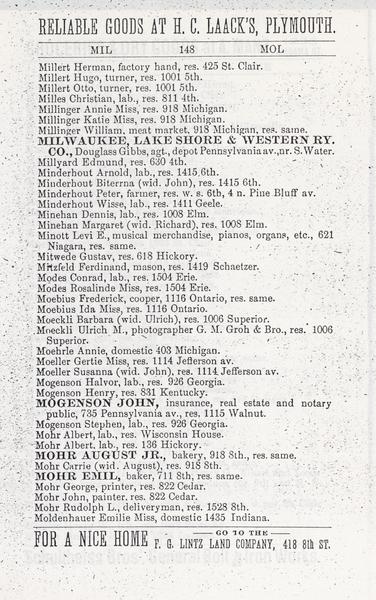 RELIABLE GOODS AT H. C. LAACK'S, PLYMOUTH.
MIL 148 MOL
Millert Herman, factory hand, res. 425 St. Clair.
Millert Hugo, turner, res. 1001 5th.
Millert Otto, turner, res. 1001 5th.
Milles Christian, lab., res. 811 4th.
Millinger Annie Miss, res. 918 Michigan.
Millinger Katie Miss, res. 918 Michigan.
Millinger William, meat market, 918 Michigan, res. same.
MILWAUKEE, LAKE SHORE & WESTERN RY.
CO., Douglass Gibbs, agt., depot Pennsylvania av., nr. S. Water.
Millyard Edmund, res. 630 4th.
Minderhout Arnold, lab., res. 1415 6th.
Minderhout Biterrna (wid. John), res. 1415 6th.
Minderhout Peter, farmer, res. w. s. 6th, 4 n. Pine Bluff av.
Minderhout Wisse, lab., res. 1411 Geele.
Minehan Dennis, lab., res. 1008 Elm.
Minehan Margaret (wid. Richard), res. 1008 Elm.
Minott Levi E., musical merchandise, pianos, organs, etc., 621
Niagara, res. same.
Mitwede Gustav, res. 618 Hickory.
Mitzfeld Ferdinand, mason, res. 1419 Schaetzer.
Modes Conrad, lab., res. 1504 Erie.
Modes Rosalinde Miss, res. 1504 Erie.
Moebius Frederick, cooper, 1116 Ontario, res. same.
Moebius Ida Miss, res. 1116 Ontario.
Moeckli Barbara (wid. Ulrich), res. 1006 Superior.
Moeckli Ulrich M., photographer G. M. Groh & Bro., res. 1006
Superior.
Moehrle Annie, domestic 403 Michigan.
Moeller Gertie Miss, res. 1114 Jefferson av.
Moeller Susanna (wid. John), res. 1114 Jefferson av.
Mogenson Halvor, lab., res. 926 Georgia.
Mogenson Henry, res. 831 Kentucky.
MOGENSON JOHN, insurance, real estate and notary
public, 735 Pennsylvania av., res. 1115 Walnut.
Mogenson Stephen, lab., res. 926 Georgia.
Mohr Albert, lab., res. Wisconsin House.
Mohr Albert, lab., res. 136 Hickory.
MOHR AUGUST JR., bakery, 918 8th., res. same.
Mohr Carrie (wid. August), res. 918 8th.
MOHR EMIL, baker, 711 8th, res. same.
Mohr George, printer, res. 822 Cedar.
Mohr John, painter, res. 822 Cedar.
Mohr Rudolph L., deliveryman, res. 1528 8th.
Moldenhauer Emilie Miss, domestic 1435 Indiana.
FOR A NICE HOME GO TO THE
F. G. LINTZ LAND COMPANY, 418 8th ST.